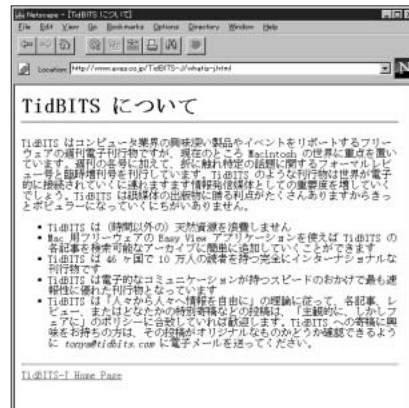 Netscape - [TidBITS について]
File Edit View Go Bookmarks Options Directory Window Help
Location: http://www.ares.co.jp/TidBITS-J/whatis-j.html
TidBITS について
TidBITS はコンピュータ業界の興味深い製品やイベントをリポートするフリー
ウェアの週刊電子刊行物ですが、現在のところ Macintosh の世界に重点を置い
ています。週刊の各号に加えて、折に触れ特定の話題に関するフォーマルレビ
ュー号と臨時増刊号を刊行しています。TidBITS のような刊行物は世界が電子
的に接続されていくに連れますます情報発信媒体としての重要度を増していく
でしょう。TidBITS は紙媒体の出版物に勝る利点がたくさんありますからきっ
とポピュラーになっていくにちがいありません。
TidBITS は (時間以外の) 天然資源を浪費しません
Mac 用フリーウェアの Easy View アプリケーションを使えば TidBITS の
各記事を検索可能なアーカイブに簡単に追加していくことができます
TidBITS は 46 ヶ国で 10 万人の読者を持つ完全にインターナショナルな
刊行物です
TidBITS は電子的なコミュニケーションが持つスピードのおかげで最も速
報性に優れた刊行物となっています
TidBITS は「人々から人々へ情報を自由に」の理論に従って、各記事、レ
ビュー、またはどなたかの特別寄稿などの投稿は、「主観的に、しかしフ
ェアに」のポリシーに合致していれば歓迎します。TidBITS への寄稿に興
味をお持ちの方は、その投稿がオリジナルなものかどうか確認できるよう
に tonya@tidbits.com に電子メールを送ってください。
TidBITS-J Home Page